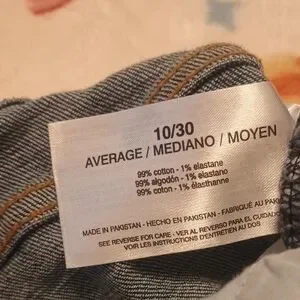 10/30
AVERAGE / MEDIANO / MOYEN
99% cotton - 1% elastane
99% algodón - 1% elastano
99% coton - 1% élasthanne
MADE IN PAKISTAN - HECHO EN PAKISTAN - FABRIQUÉ AU PAK
SEE REVERSE FOR CARE - VER AL REVERSO PARA EL CUIDADO
VOIR LES INSTRUCTIONS D'ENTRETIEN AU DOS